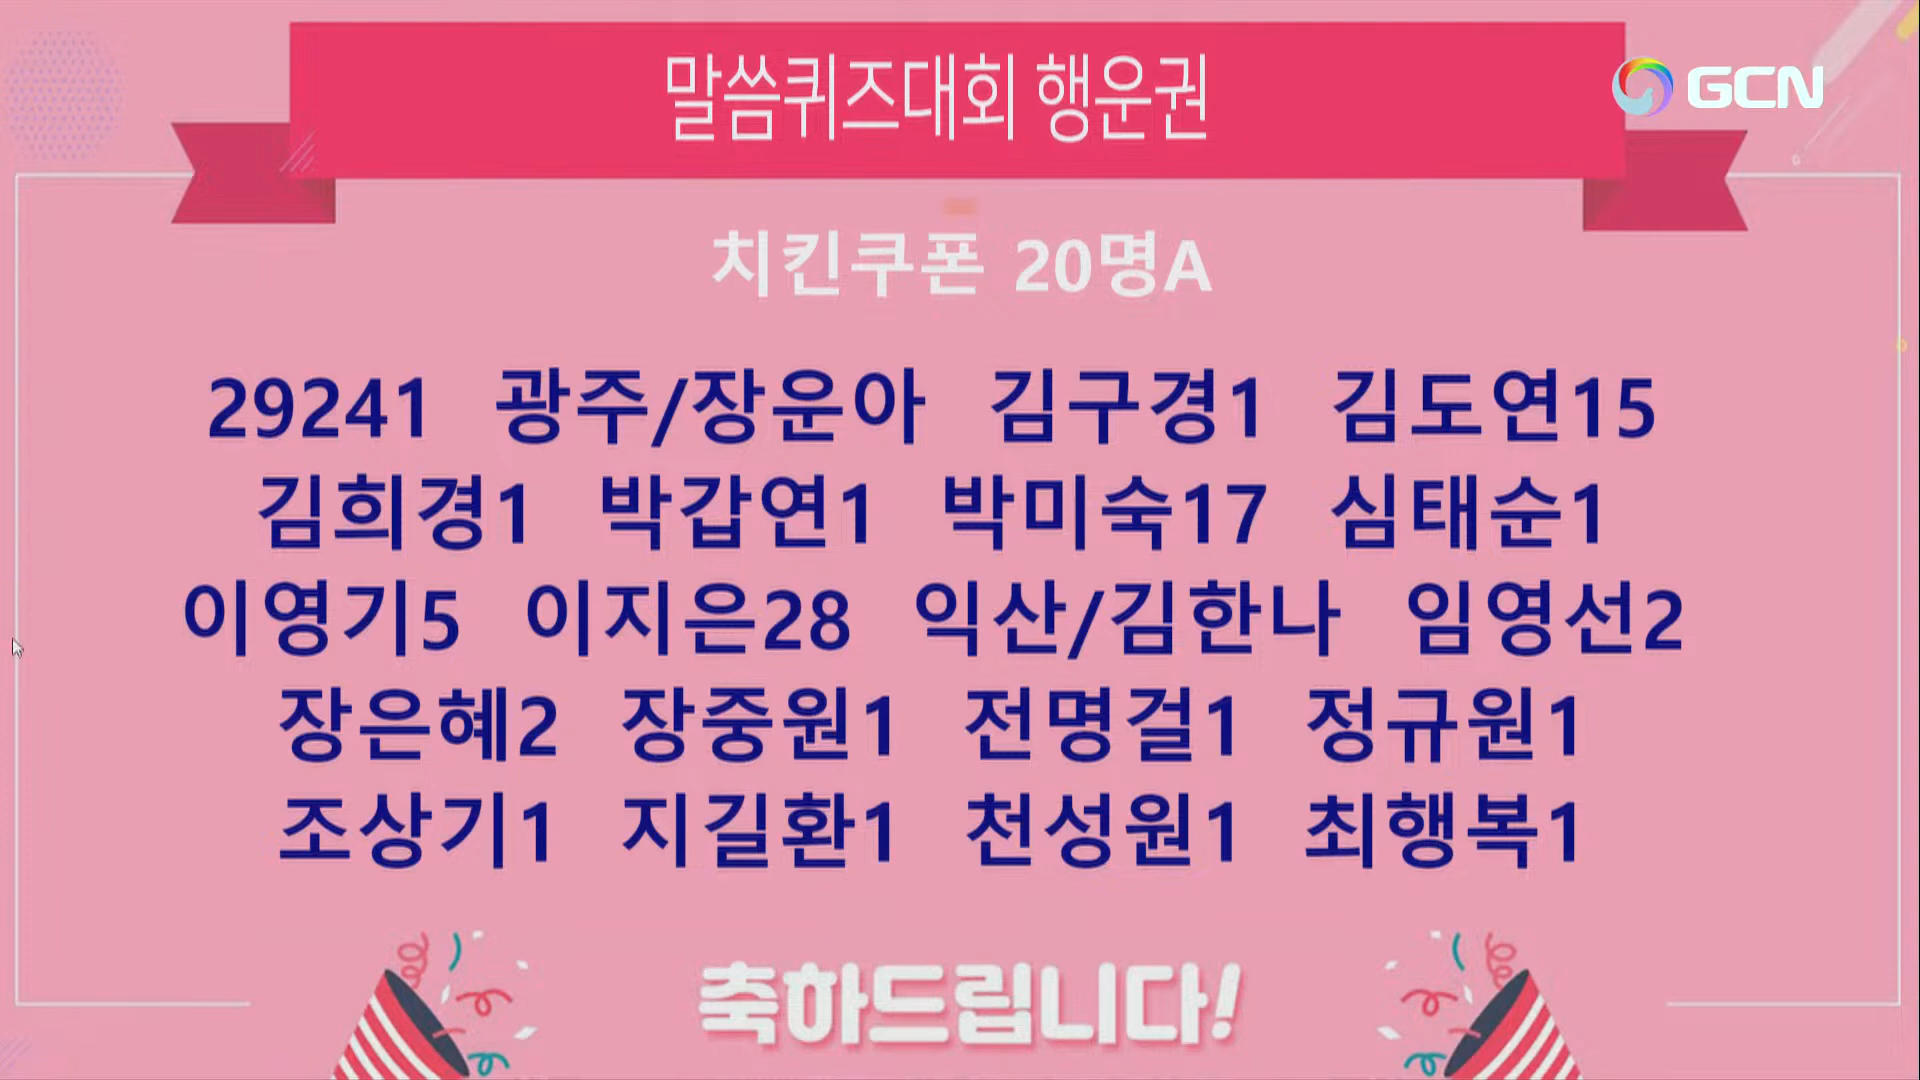 말씀퀴즈대회 행운권
GCN
치킨쿠폰 20명A
29241 광주/장운아 김구경1 김도연15
김희경1 박갑연1 박미숙17 심태순1
이영기5 이지은28 익산/김한나 임영선2
장은혜2 장중원1 전명걸1 정규원1
조상기1 지길환1 천성원1 최행복1
축하드립니다!